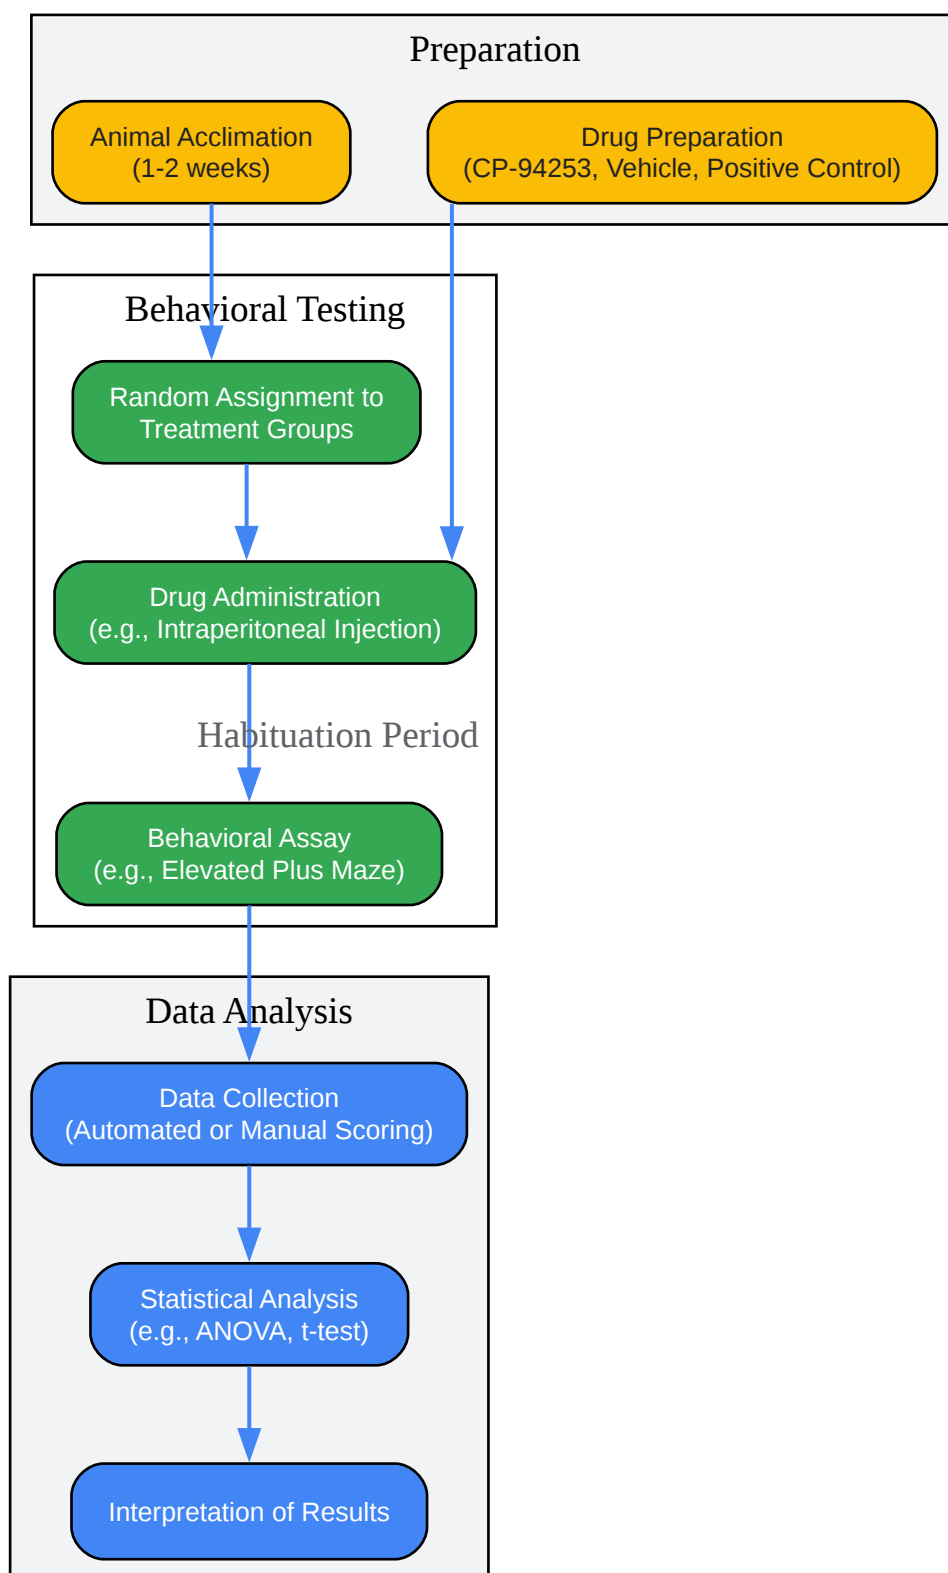 Preparation
Animal Acclimation
(1-2 weeks)
Drug Preparation
(CP-94253, Vehicle, Positive Control)
Behavioral Testing
Random Assignment to
Treatment Groups
Drug Administration
(e.g., Intraperitoneal Injection)
Habituation Period
Behavioral Assay
(e.g., Elevated Plus Maze)
Data Analysis
Data Collection
(Automated or Manual Scoring)
Statistical Analysis
(e.g., ANOVA, t-test)
Interpretation of Results